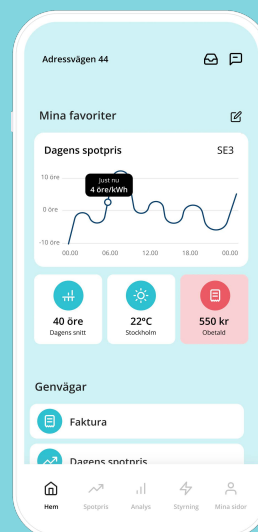 Adressvägen 44
Mina favoriter
Dagens spotpris SE3
10 öre
Just nu
4 öre/kWh
0 öre
-10 öre
00.00 06.00 12.00 18.00 00.00
40 öre 22°C 550 kr
Dagens snitt Stockholm Obetald
Genvägar
Faktura
Dagens spotpris
Hem Spotpris Analys Styrning Mina sidor